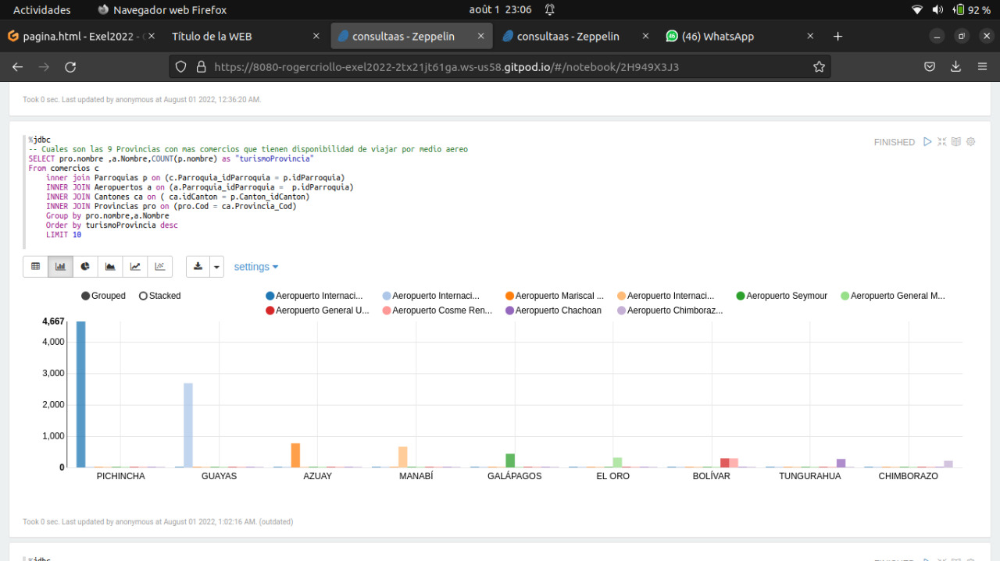 Actividades Navegador web Firefox août 1 23:06 92 %
pagina.html - Exel2022 - Título de la WEB consultaas - Zeppelin consultaas - Zeppelin (46) WhatsApp
https://8080-rogercriollo-exel2022-2tx21jt61ga.ws-us58.gitpod.io/#/notebook/2H949X3J3
Took 0 sec. Last updated by anonymous at August 01 2022, 12:36:20 AM.
%jdbc
FINISHED
-- Cuales son las 9 Provincias con mas comercios que tienen disponibilidad de viajar por medio aereo
SELECT pro.nombre ,a.Nombre,COUNT(p.nombre) as "turismoProvincia"
From comercios c
inner join Parroquias p on (c.Parroquia_idParroquia = p.idParroquia)
INNER JOIN Aeropuertos a on (a.Parroquia_idParroquia =  p.idParroquia)
INNER JOIN Cantones ca on ( ca.idCanton = p.Canton_idCanton)
INNER JOIN Provincias pro on (pro.Cod = ca.Provincia_Cod)
Group by pro.nombre,a.Nombre
Order by turismoProvincia desc
LIMIT 10
settings
Grouped Stacked Aeropuerto Internaci... Aeropuerto Internaci... Aeropuerto Mariscal ... Aeropuerto Internaci... Aeropuerto Seymour Aeropuerto General M...
Aeropuerto General U... Aeropuerto Cosme Ren... Aeropuerto Chachoan Aeropuerto Chimboraz...
4,667
4,000
3,000
2,000
1,000
0
PICHINCHA GUAYAS AZUAY MANABÍ GALÁPAGOS EL ORO BOLÍVAR TUNGURAHUA CHIMBORAZO
Took 0 sec. Last updated by anonymous at August 01 2022, 1:02:16 AM. (outdated)
%jdbc